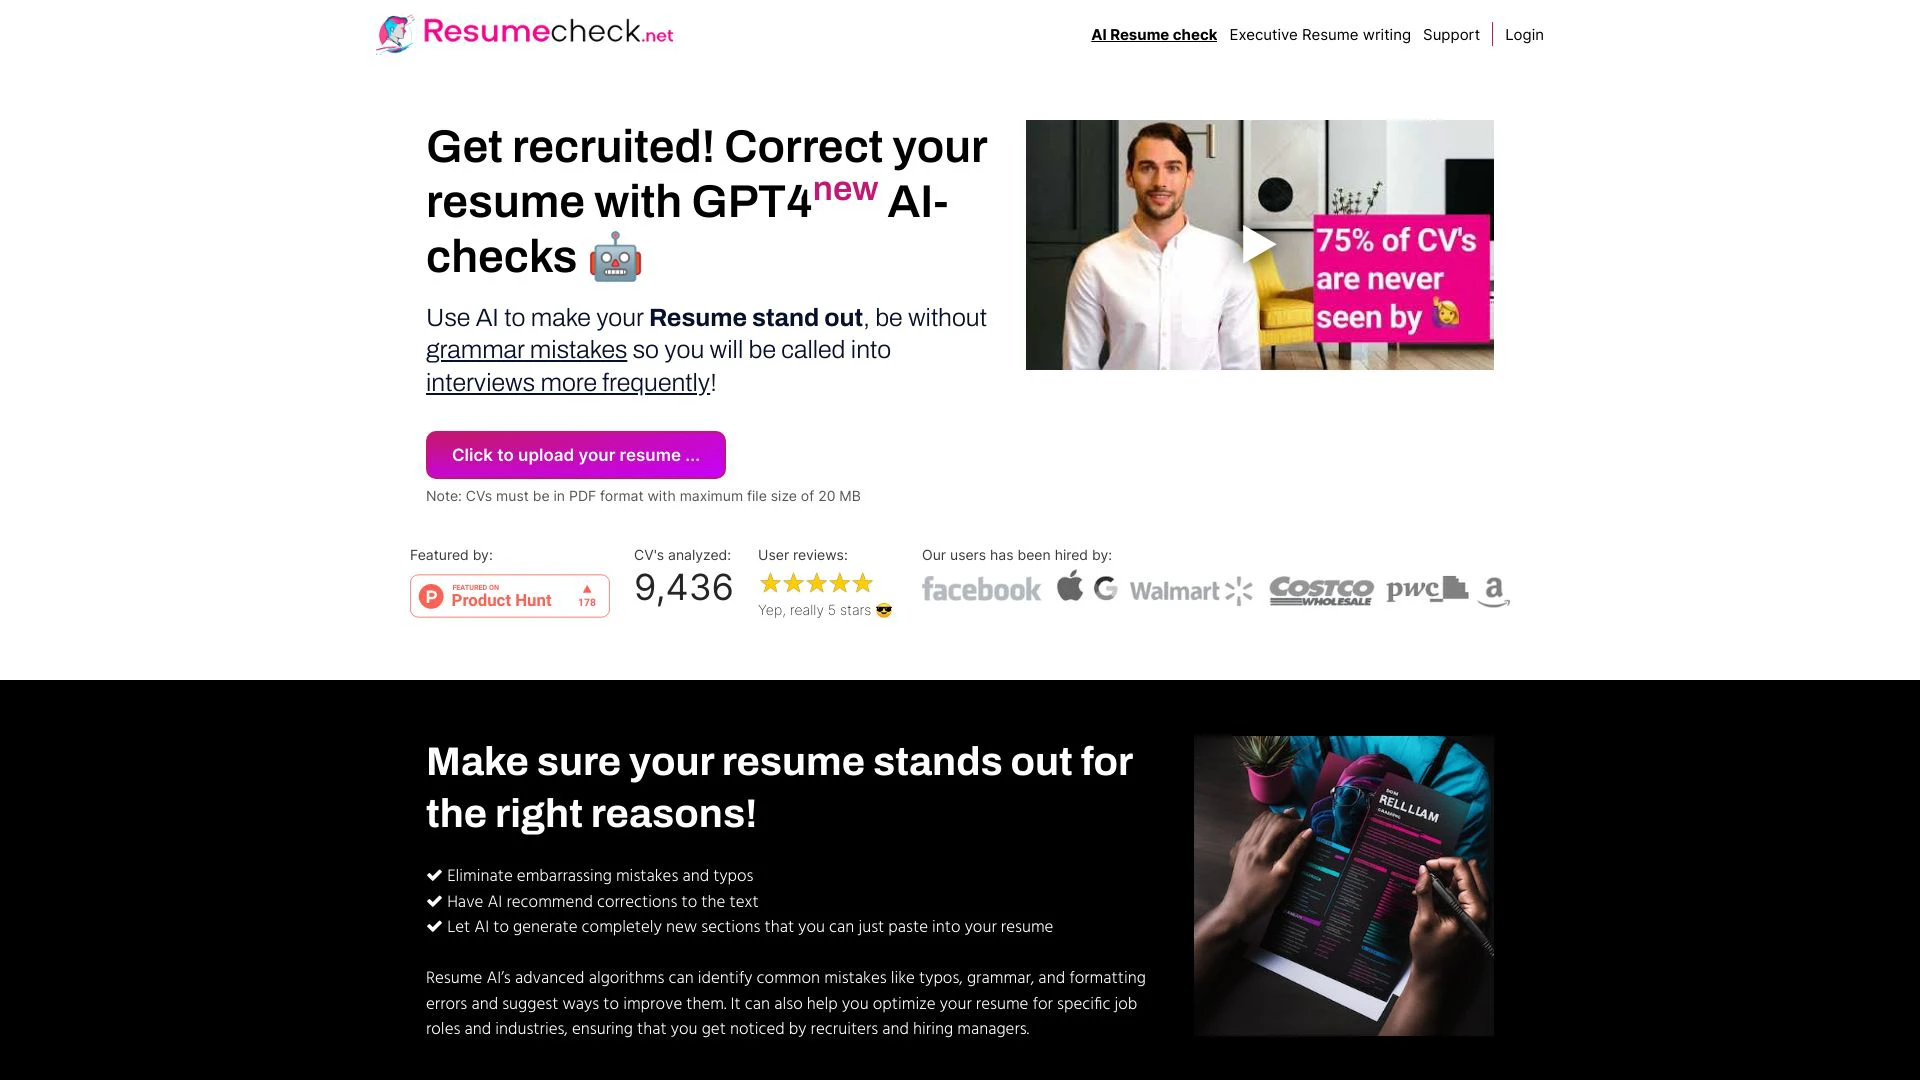 Resumecheck.net
AI Resume check Executive Resume writing Support Login
Get recruited! Correct your
resume with GPT4new AI-
checks 🤖
75% of CV's
are never
seen by 🙋
Use AI to make your Resume stand out, be without
grammar mistakes so you will be called into
interviews more frequently!
Click to upload your resume ...
Note: CVs must be in PDF format with maximum file size of 20 MB
Featured by:
FEATURED ON
Product Hunt
178
CV's analyzed:
9,436
User reviews:
Yep, really 5 stars 😎
Our users has been hired by:
facebook G Walmart COSTCO WHOLESALE pwc a
Make sure your resume stands out for
the right reasons!
✔ Eliminate embarrassing mistakes and typos
✔ Have AI recommend corrections to the text
✔ Let AI to generate completely new sections that you can just paste into your resume
Resume AI’s advanced algorithms can identify common mistakes like typos, grammar, and formatting
errors and suggest ways to improve them. It can also help you optimize your resume for specific job
roles and industries, ensuring that you get noticed by recruiters and hiring managers.
RELLLIAM